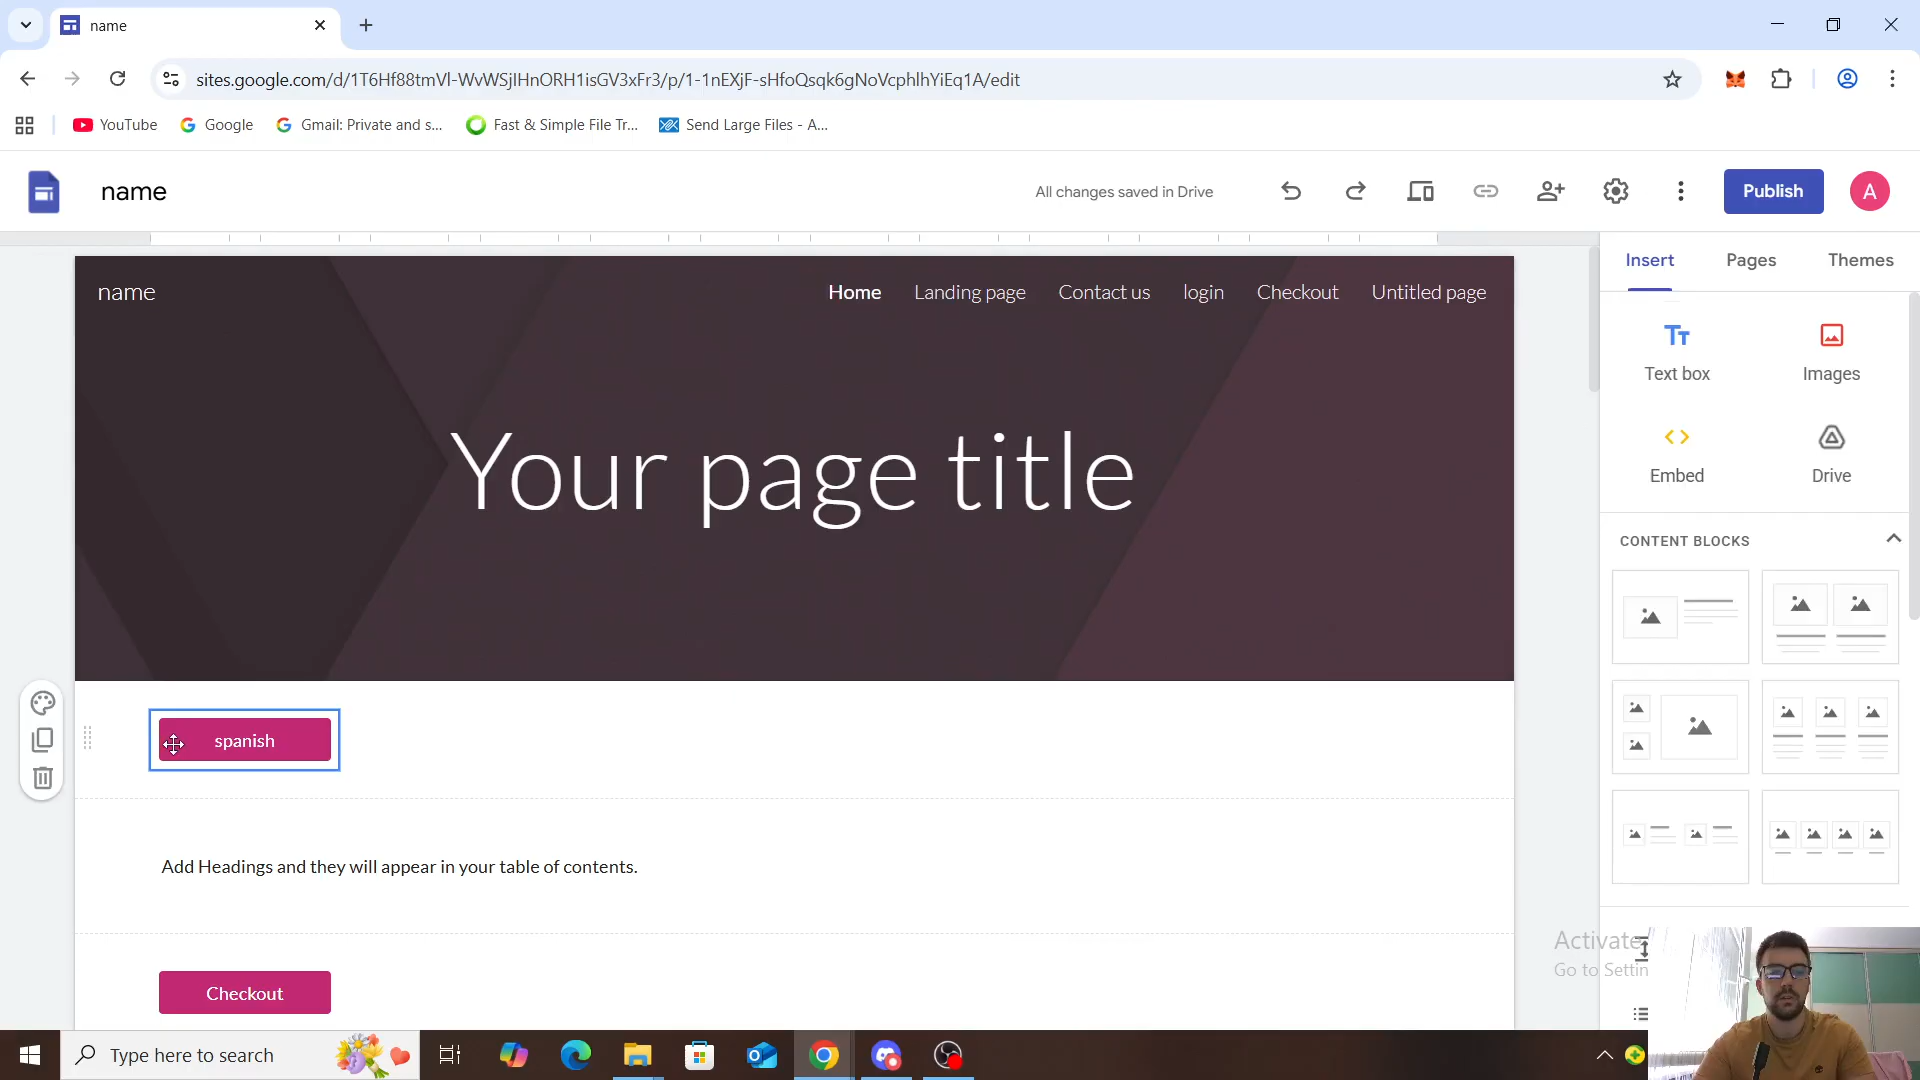 name
sites.google.com/d/1T6Hf88tmVl-WvWSjIHnORH1isGV3xFr3/p/1-1nEXjF-sHfoQsqk6gNoVcphlhYiEq1A/edit
YouTube
Google
Gmail: Private and s...
Fast & Simple File Tr...
Send Large Files - A...
name
All changes saved in Drive
Publish
A
Insert
Pages
Themes
name
Home
Landing page
Contact us
login
Checkout
Untitled page
Text box
Images
Your page title
Embed
Drive
CONTENT BLOCKS
spanish
Add Headings and they will appear in your table of contents.
Activate
Go to Settin
Checkout
Type here to search